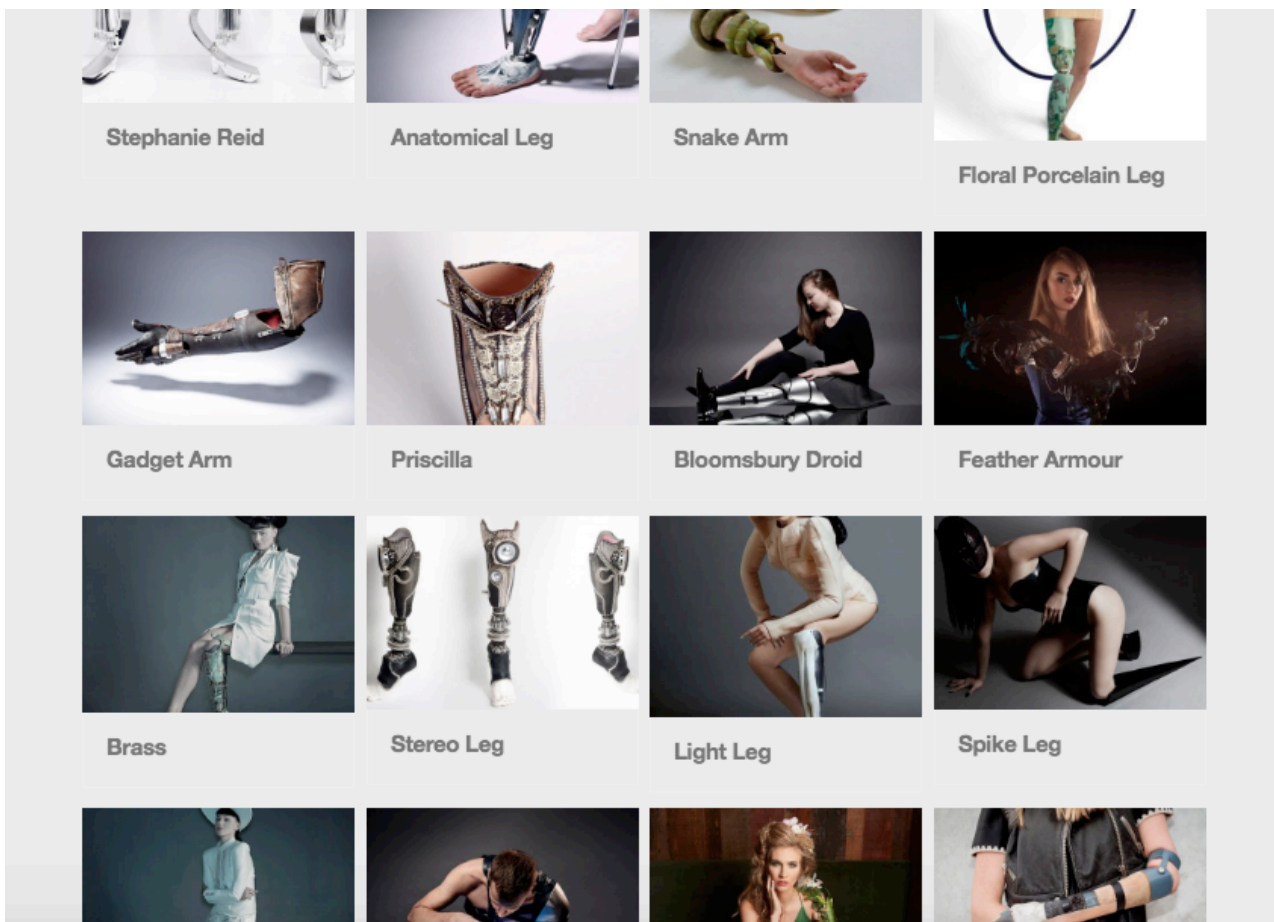 Stephanie Reid
Anatomical Leg
Snake Arm
Floral Porcelain Leg
Gadget Arm
Priscilla
Bloomsbury Droid
Feather Armour
Brass
Stereo Leg
Light Leg
Spike Leg